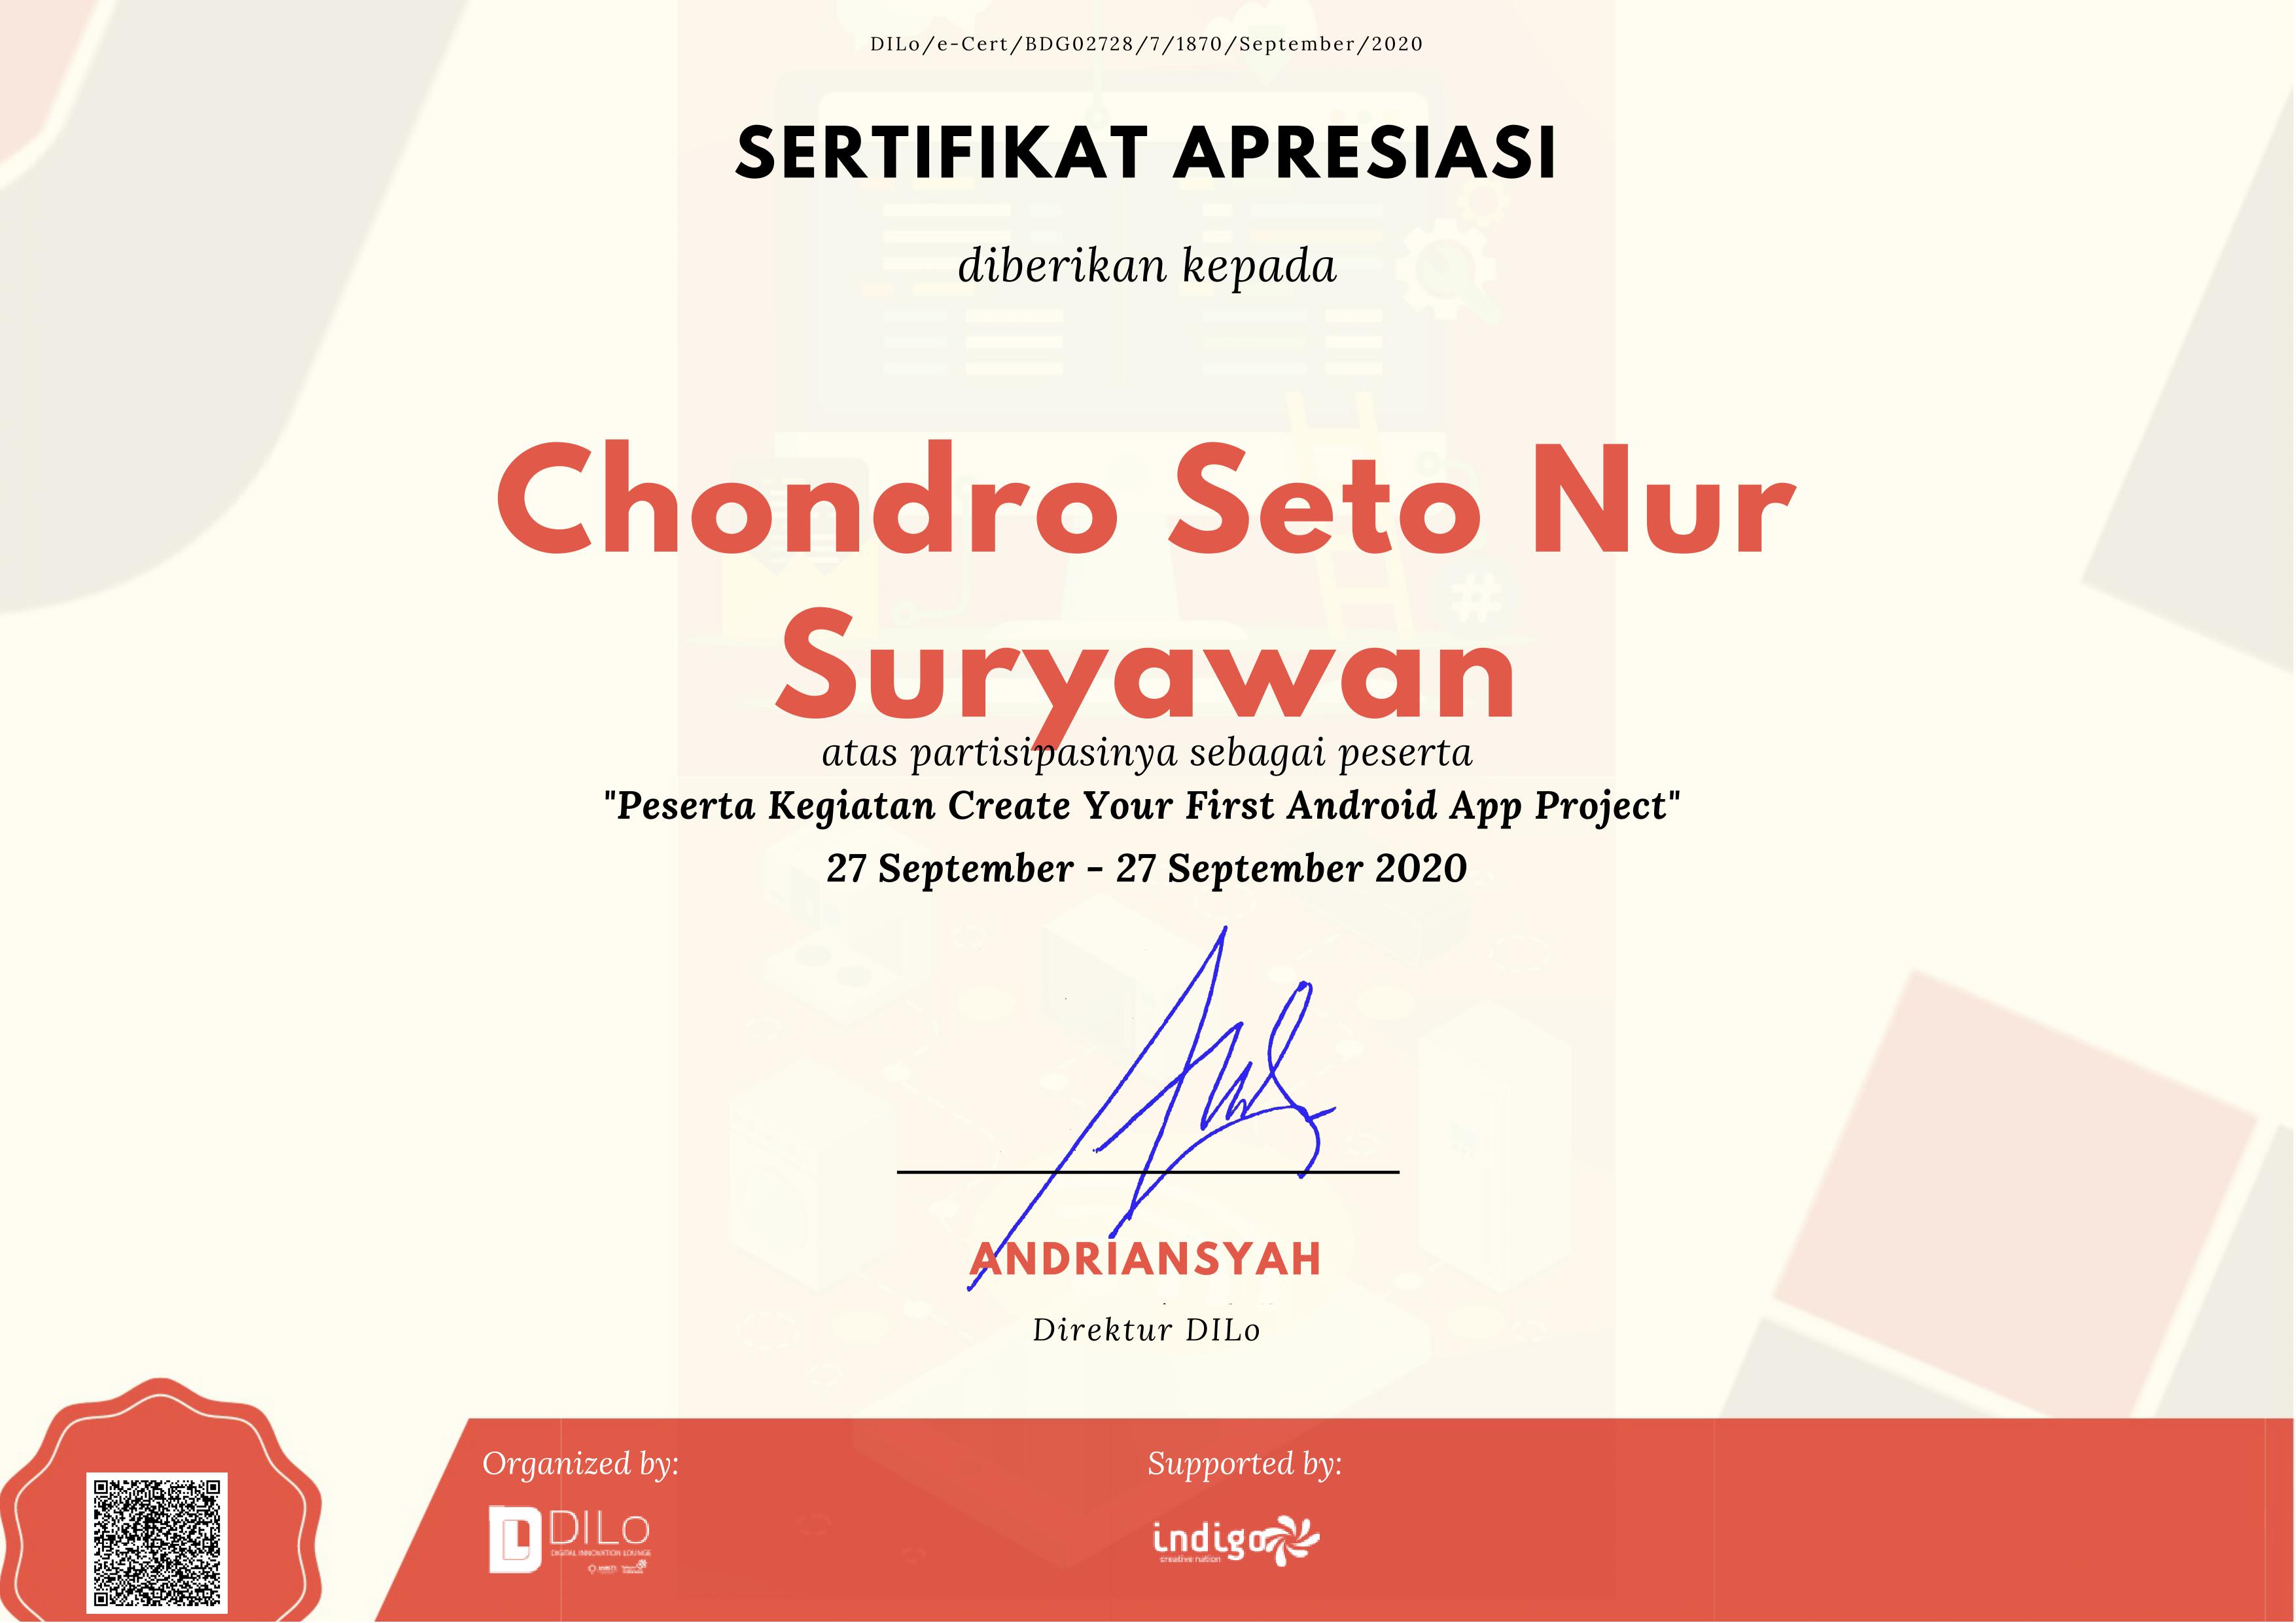 DILo/e-Cert/BDG02728/7/1870/September/2020
SERTIFIKAT APRESIASI
diberikan kepada
Chondro Seto Nur
Suryawan
atas partisipasinya sebagai peserta
"Peserta Kegiatan Create Your First Android App Project"
27 September - 27 September 2020
ANDRIANSYAH
Direktur DILo
Organized by:
DILo
DIGITAL INNOVATION LOUNGE
Supported by:
indigo
creative nation
#